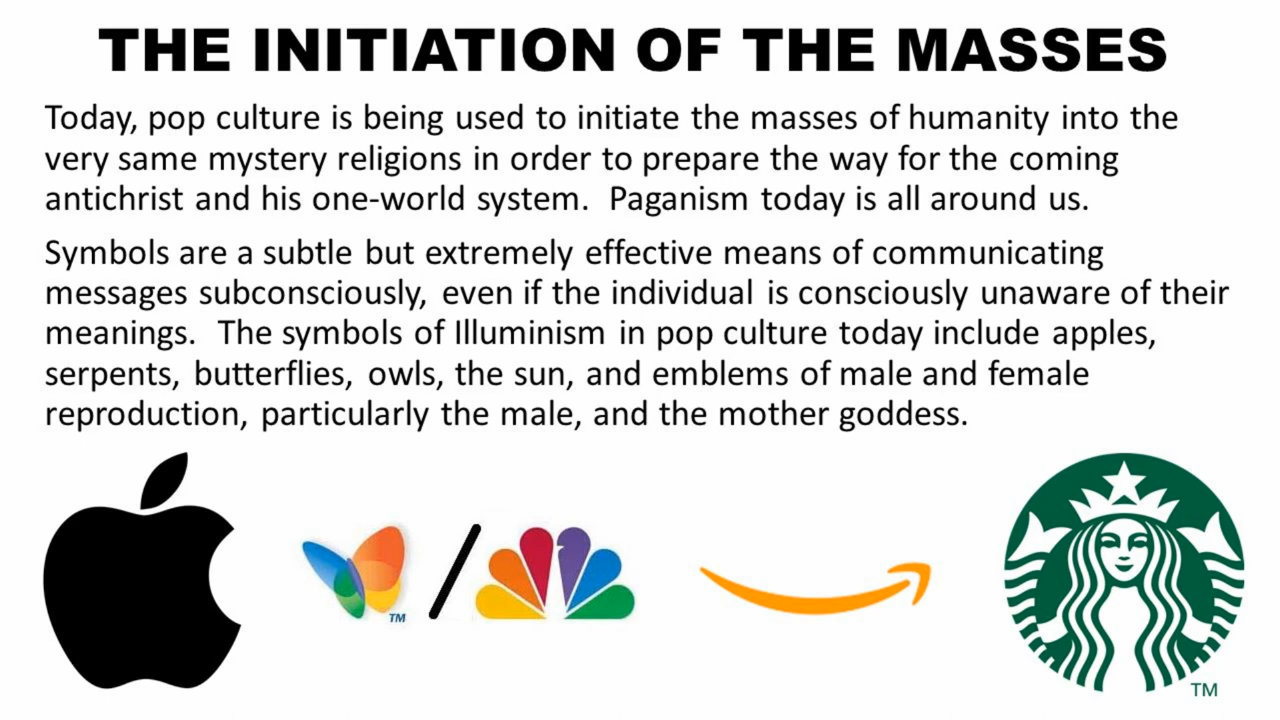 THE INITIATION OF THE MASSES
Today, pop culture is being used to initiate the masses of humanity into the
very same mystery religions in order to prepare the way for the coming
antichrist and his one-world system.  Paganism today is all around us.
Symbols are a subtle but extremely effective means of communicating
messages subconsciously, even if the individual is consciously unaware of their
meanings.  The symbols of Illuminism in pop culture today include apples,
serpents, butterflies, owls, the sun, and emblems of male and female
reproduction, particularly the male, and the mother goddess.
TM
/
TM